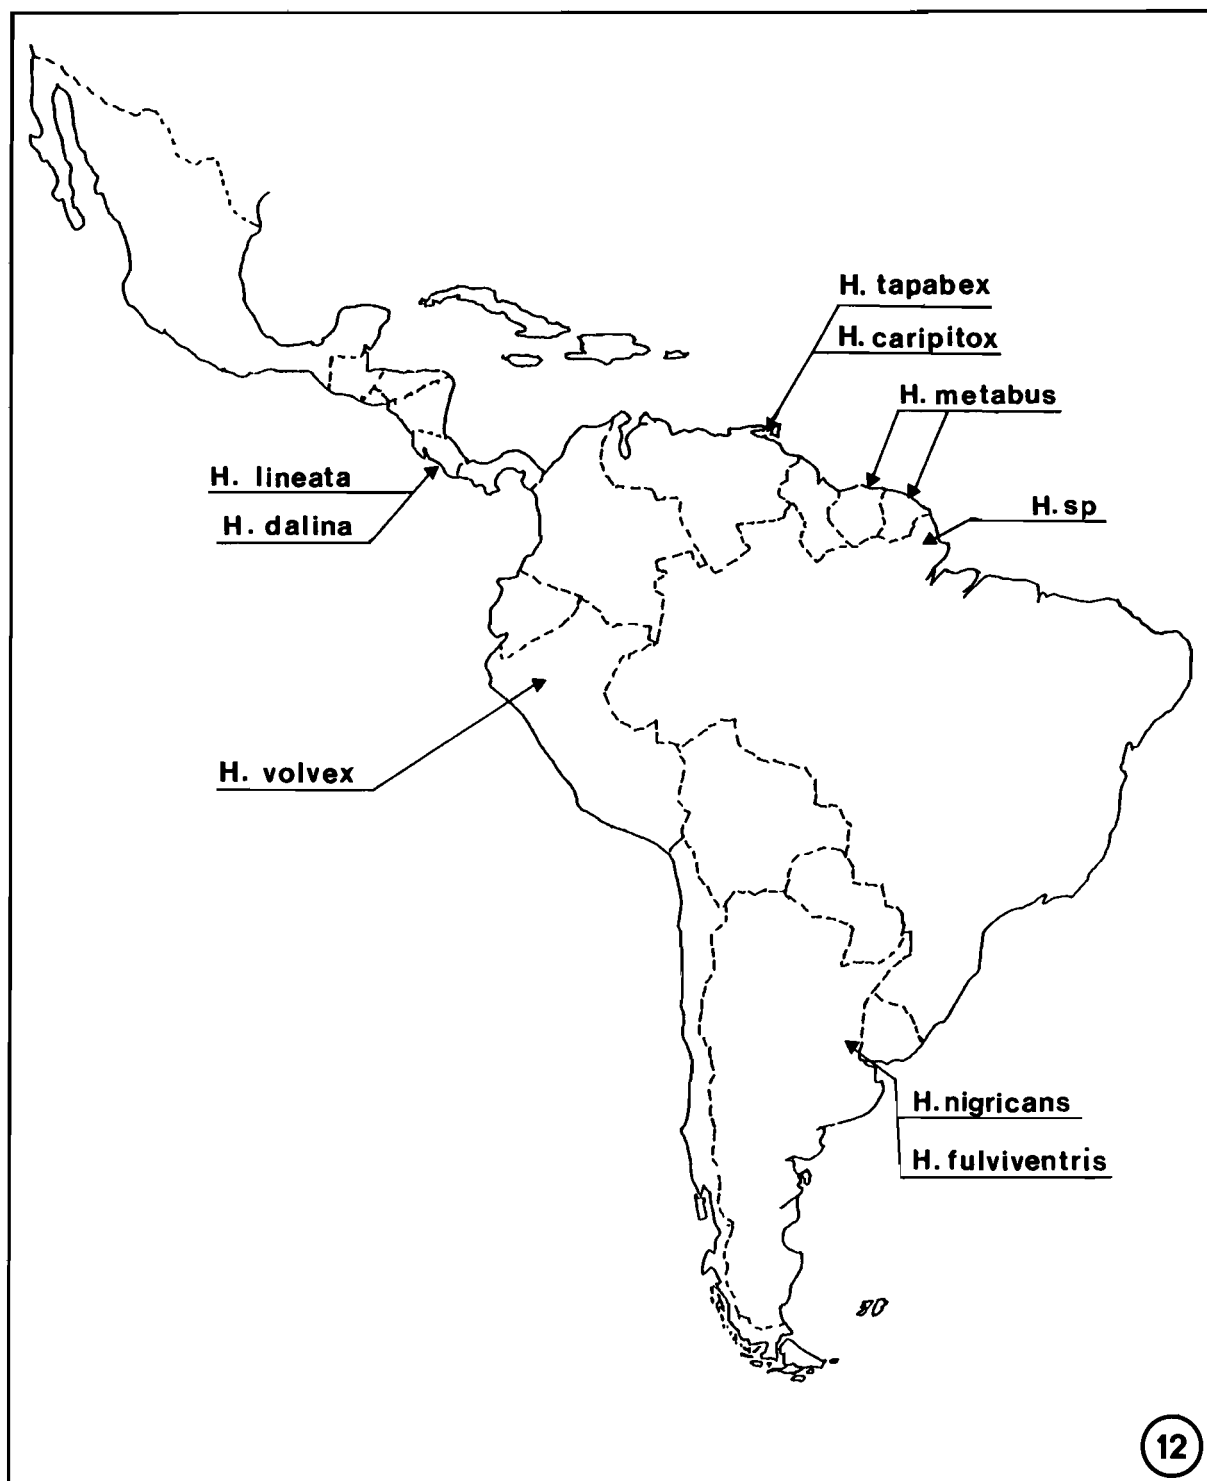 H. tapabex
H. caripitox
H. metabus
H. lineata
H. sp
H. dalina
H. volvex
H. nigricans
H. fulviventris
12